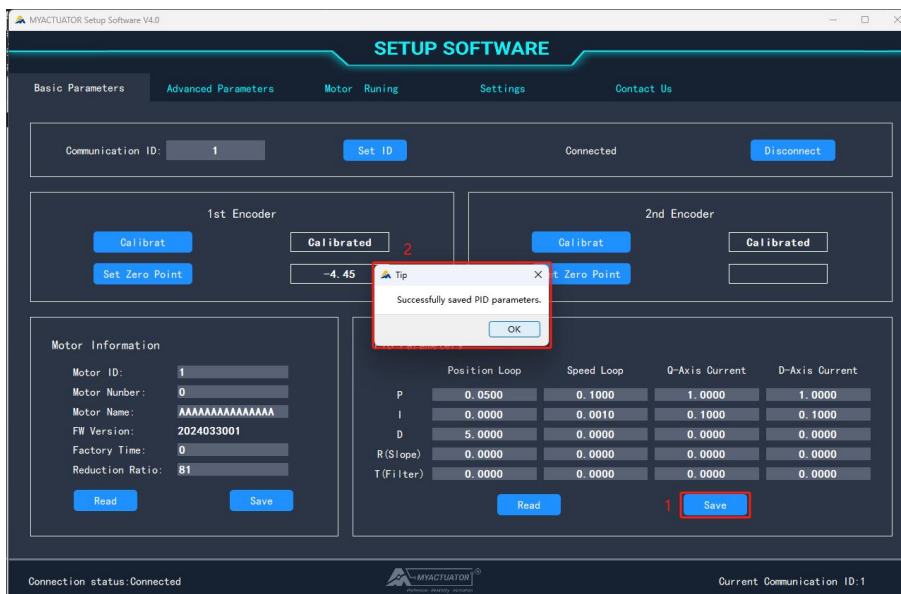 MYACTUATOR Setup Software V4.0
SETUP SOFTWARE
Basic Parameters Advanced Parameters Motor Runing Settings Contact Us
Communication ID: 1 Set ID Connected Disconnect
1st Encoder 2nd Encoder
Calibrat Calibrated 2 Calibrat Calibrated
Set Zero Point -4.45 t Zero Point
Tip
Successfully saved PID parameters.
OK
Motor Information
Position Loop Speed Loop Q-Axis Current D-Axis Current
Motor ID: 1
Motor Nunber: 0
Motor Name: AAAAAAAAAAAAAAA
FW Version: 2024033001
Factory Time: 0
Reduction Ratio: 81
P 0.0500 0.1000 1.0000 1.0000
I 0.0000 0.0010 0.1000 0.1000
D 5.0000 0.0000 0.0000 0.0000
R(Slope) 0.0000 0.0000 0.0000 0.0000
T(Filter) 0.0000 0.0000 0.0000 0.0000
Read Save Read 1 Save
Connection status:Connected MYACTUATOR ® Current Communication ID:1